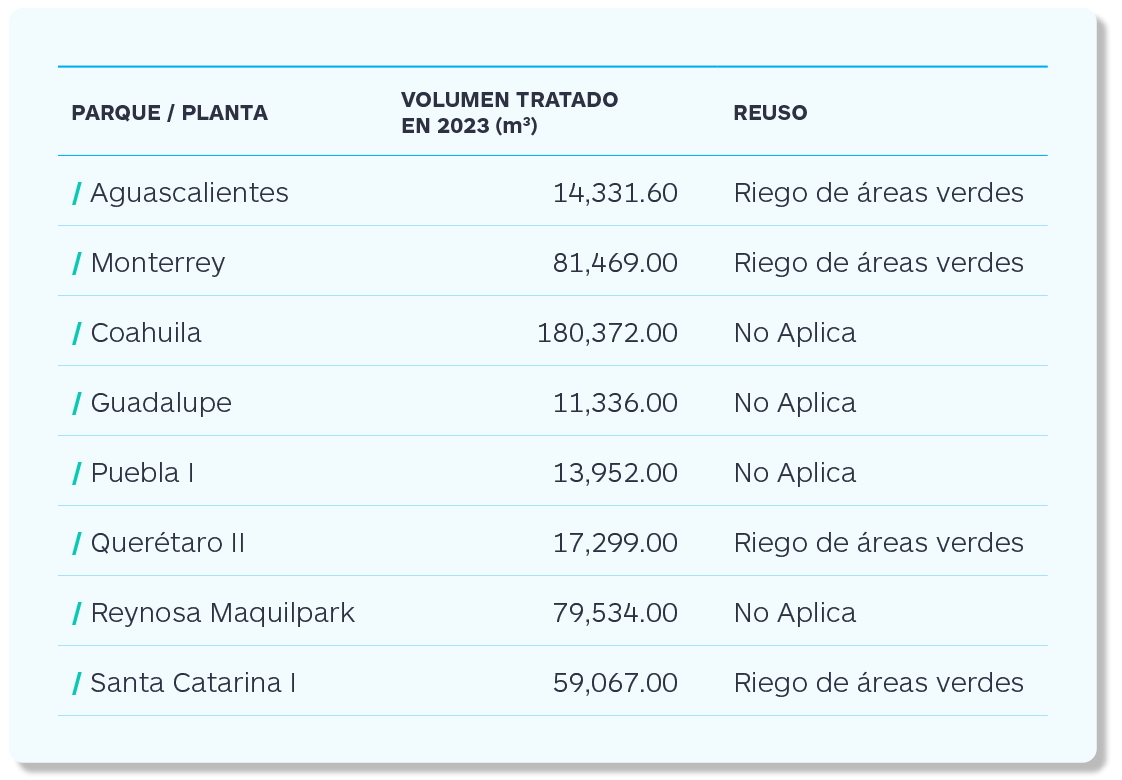 PARQUE / PLANTA VOLUMEN TRATADO EN 2023 (m³) REUSO
/ Aguascalientes 14,331.60 Riego de áreas verdes
/ Monterrey 81,469.00 Riego de áreas verdes
/ Coahuila 180,372.00 No Aplica
/ Guadalupe 11,336.00 No Aplica
/ Puebla I 13,952.00 No Aplica
/ Querétaro II 17,299.00 Riego de áreas verdes
/ Reynosa Maquilpark 79,534.00 No Aplica
/ Santa Catarina I 59,067.00 Riego de áreas verdes